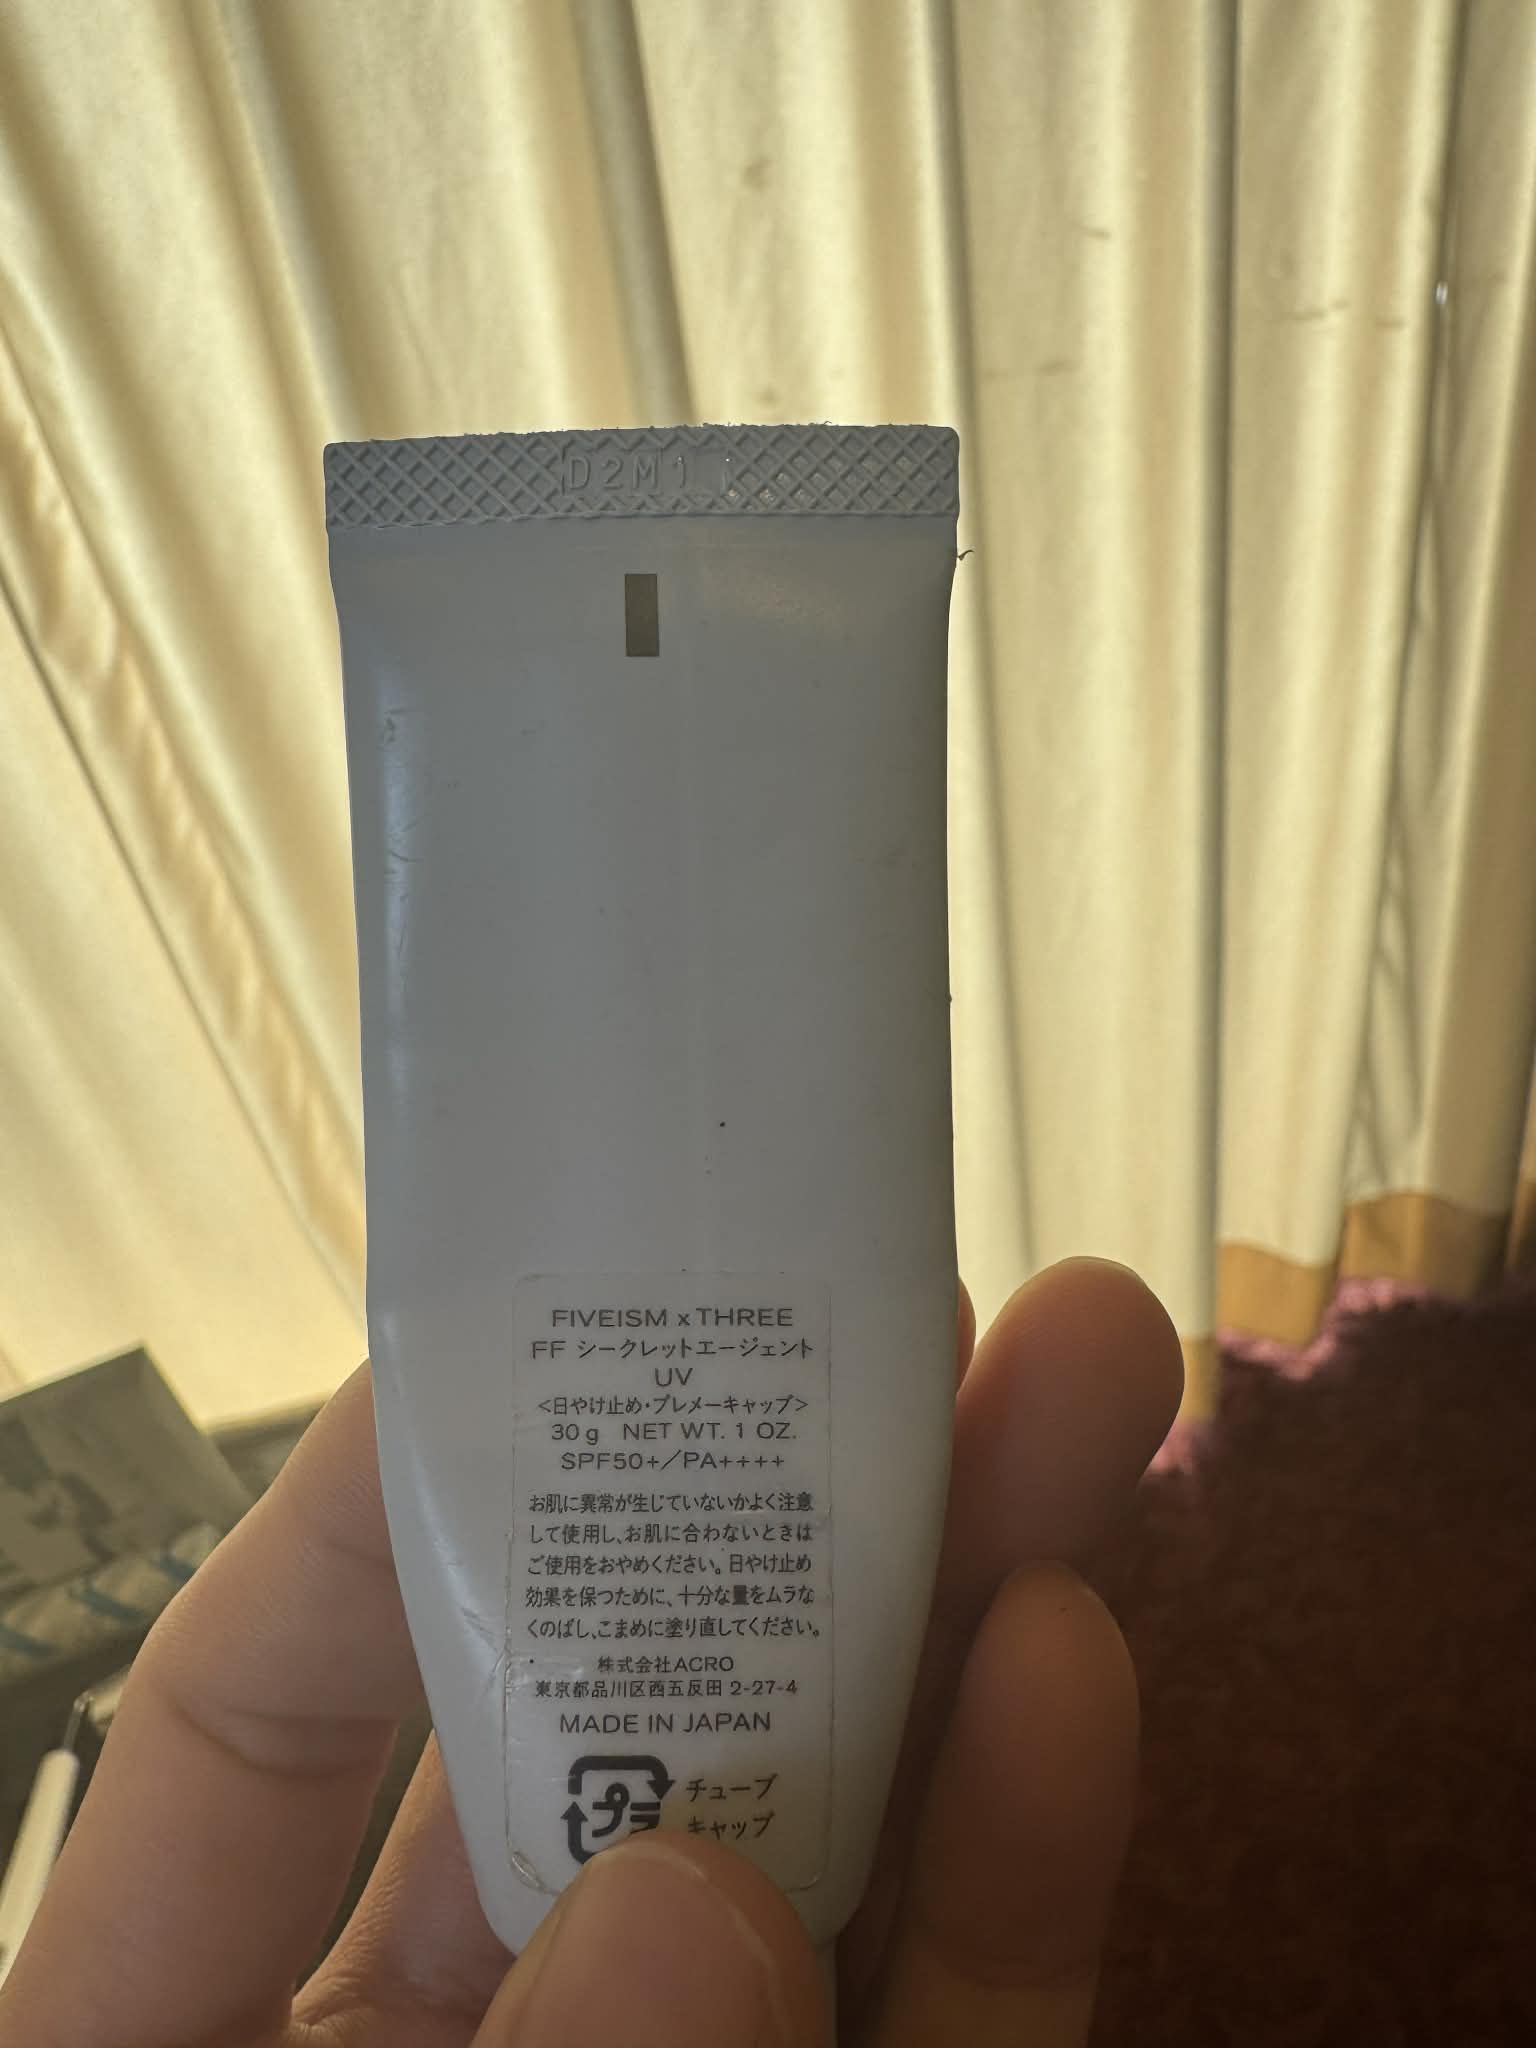 D2M1
FIVEISM x THREE
FF シークレットエージェント
UV
<日やけ止め・プレメーキャップ>
30 g NET WT. 1 OZ.
SPF50+/PA++++
お肌に異常が生じていないかよく注意
して使用し、お肌に合わないときは
ご使用をおやめください。日やけ止め
効果を保つために、十分な量をムラな
くのばし、こまめに塗り直してください。
株式会社ACRO
東京都品川区西五反田 2-27-4
MADE IN JAPAN
プラ
チューブ
キャップ